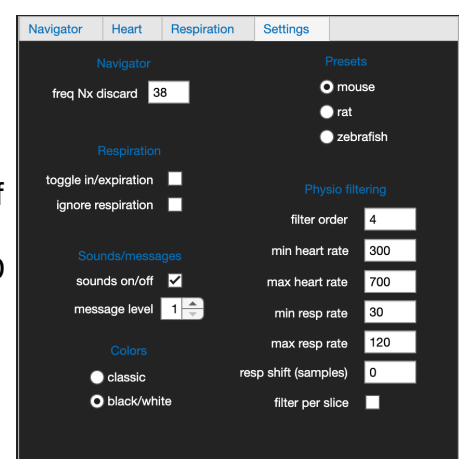 Navigator Heart Respiration Settings
Navigator
freq Nx discard 38
Respiration
toggle in/expiration
ignore respiration
Sounds/messages
sounds on/off
message level 1
Colors
classic
black/white
Presets
mouse
rat
zebrafish
Physio filtering
filter order 4
min heart rate 300
max heart rate 700
min resp rate 30
max resp rate 120
resp shift (samples) 0
filter per slice
f